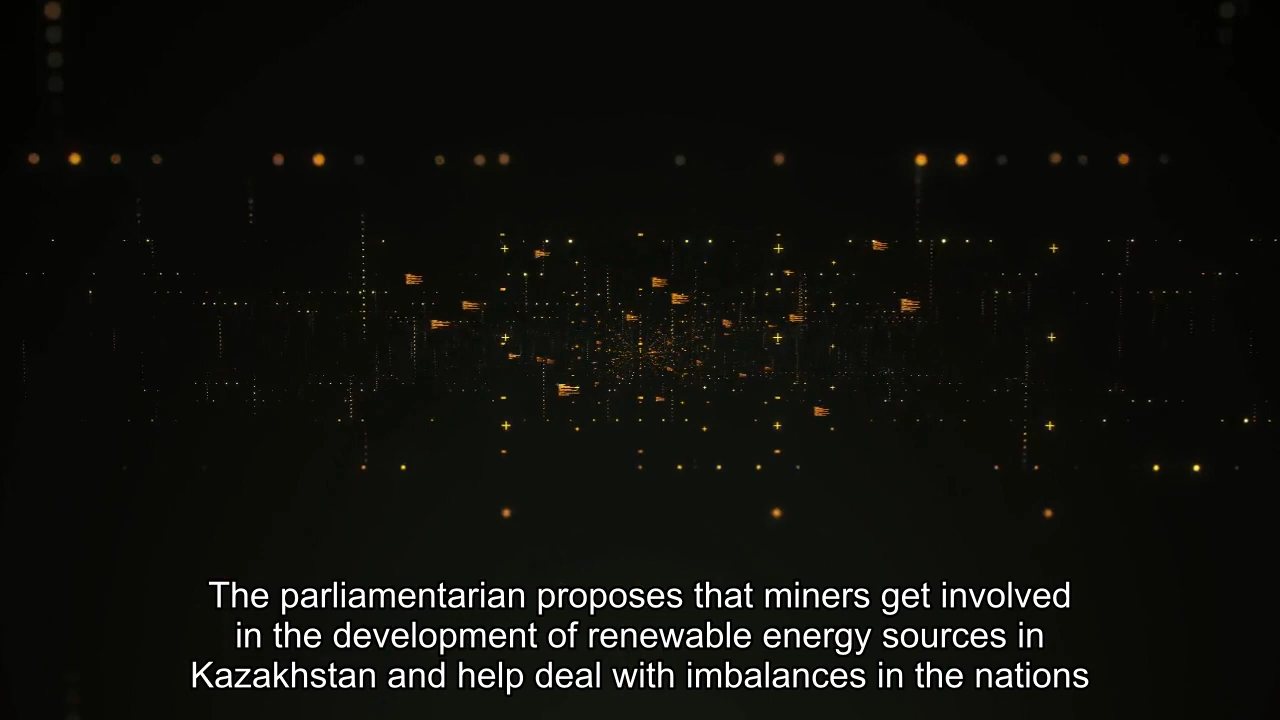 The parliamentarian proposes that miners get involved
in the development of renewable energy sources in
Kazakhstan and help deal with imbalances in the nations